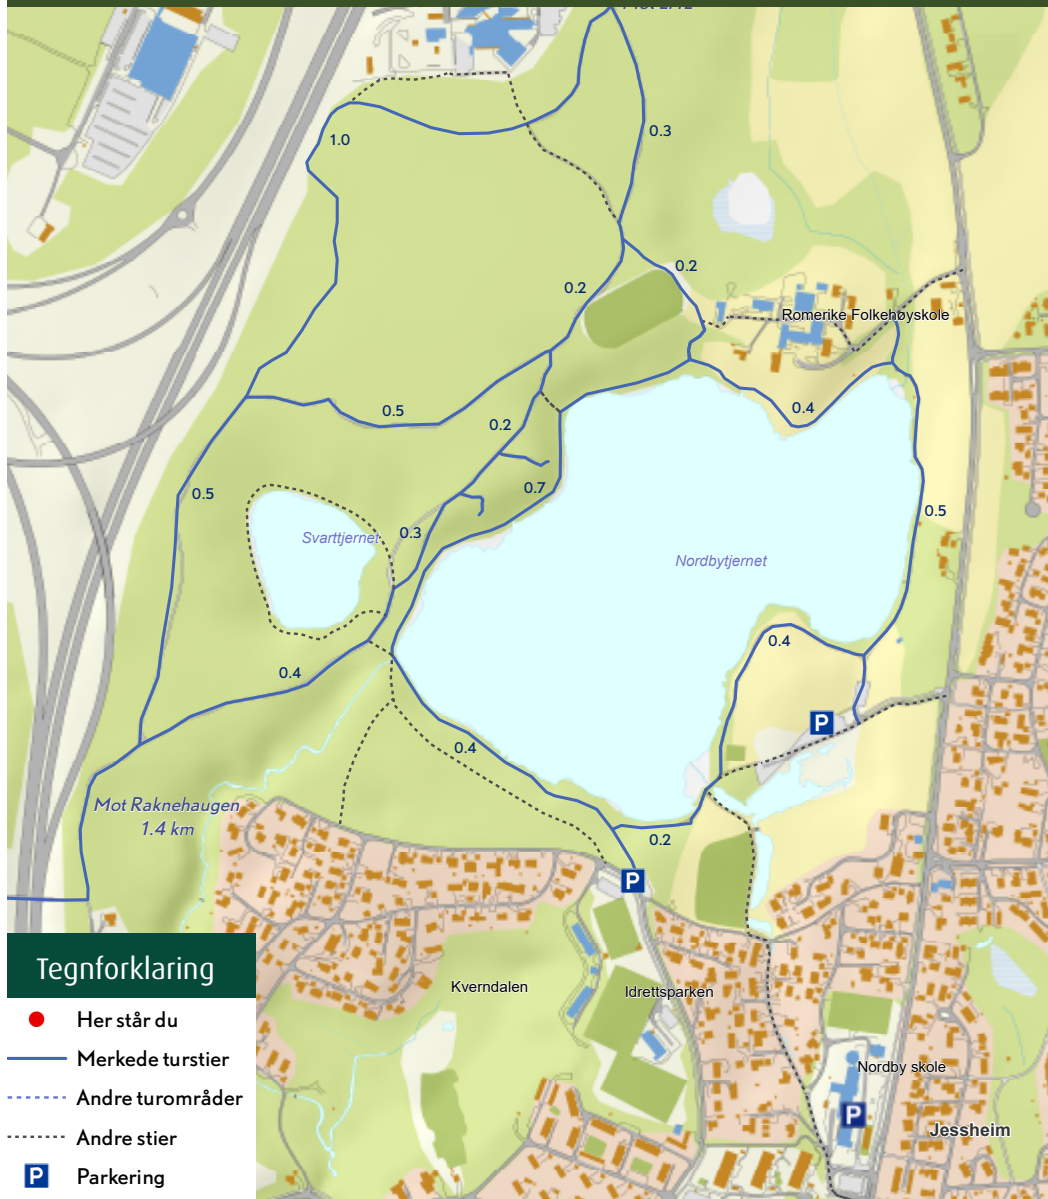 1.0
0.3
0.2
0.2
Romerike Folkehøyskole
0.5
0.4
0.2
0.5
0.7
0.5
0.3
Svarttjernet
Nordbytjernet
0.4
0.4
0.4
Mot Raknehaugen
1.4 km
0.2
P
P
Tegnforklaring
Kverndalen
Idrettsparken
Her står du
Merkede turstier
Nordby skole
Andre turområder
P
Jessheim
Andre stier
P
Parkering